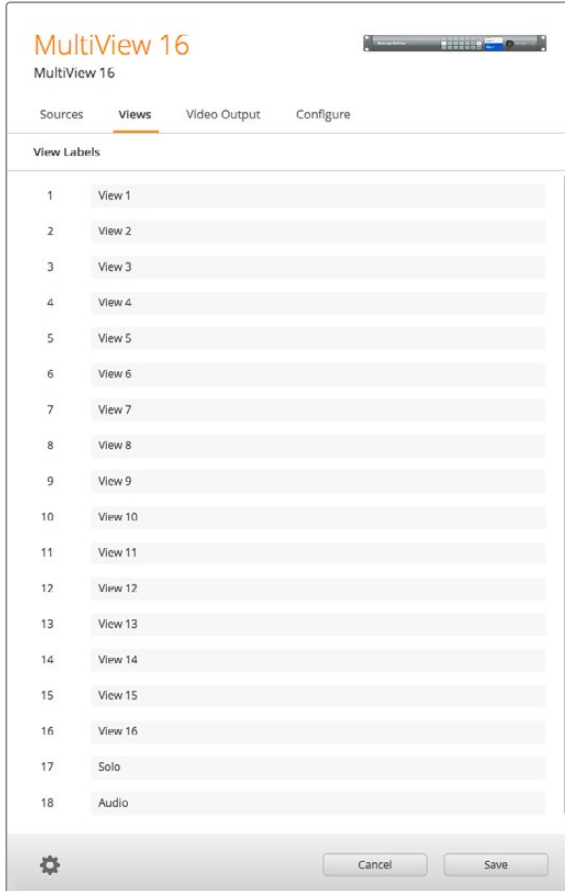 MultiView 16
MultiView 16
Sources Views Video Output Configure
View Labels
1 View 1
2 View 2
3 View 3
4 View 4
5 View 5
6 View 6
7 View 7
8 View 8
9 View 9
10 View 10
11 View 11
12 View 12
13 View 13
14 View 14
15 View 15
16 View 16
17 Solo
18 Audio
Cancel Save